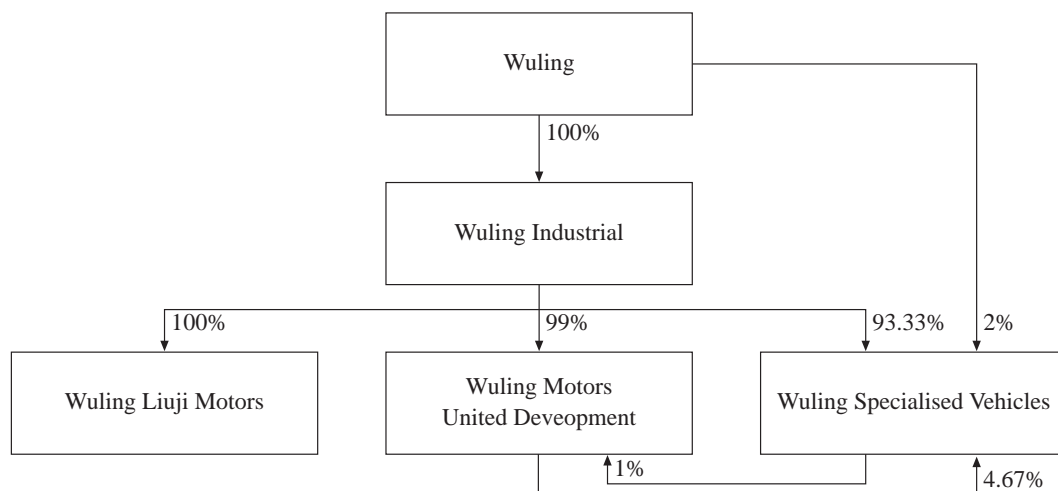 Wuling
100%
Wuling Industrial
100%
99%
93.33%
2%
Wuling Liuji Motors
Wuling Motors
United Deveopment
Wuling Specialised Vehicles
1%
4.67%